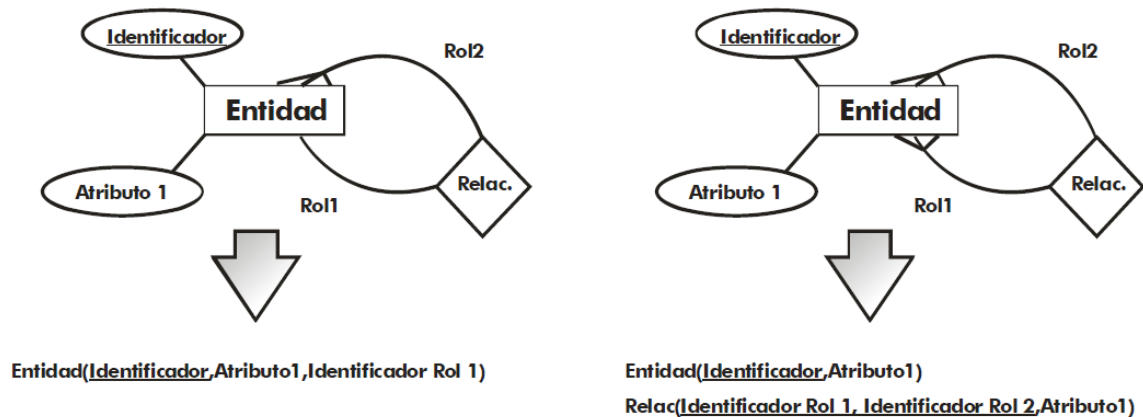 Identificador
Rol2
Entidad
Atributo 1
Relac.
Rol1
Entidad(Identificador,Atributo1,Identificador Rol 1)
Identificador
Rol2
Entidad
Atributo 1
Relac.
Rol1
Entidad(Identificador,Atributo1)
Relac(Identificador Rol 1, Identificador Rol 2,Atributo1)